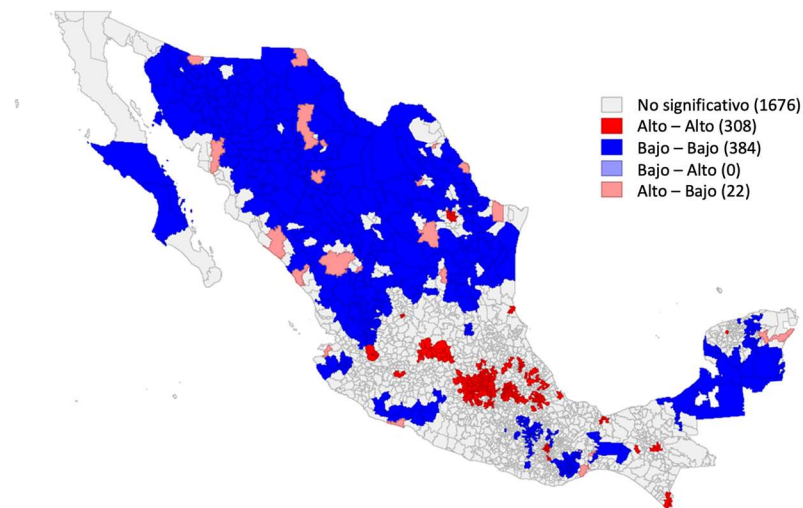 No significativo (1676)
Alto – Alto (308)
Bajo – Bajo (384)
Bajo – Alto (0)
Alto – Bajo (22)